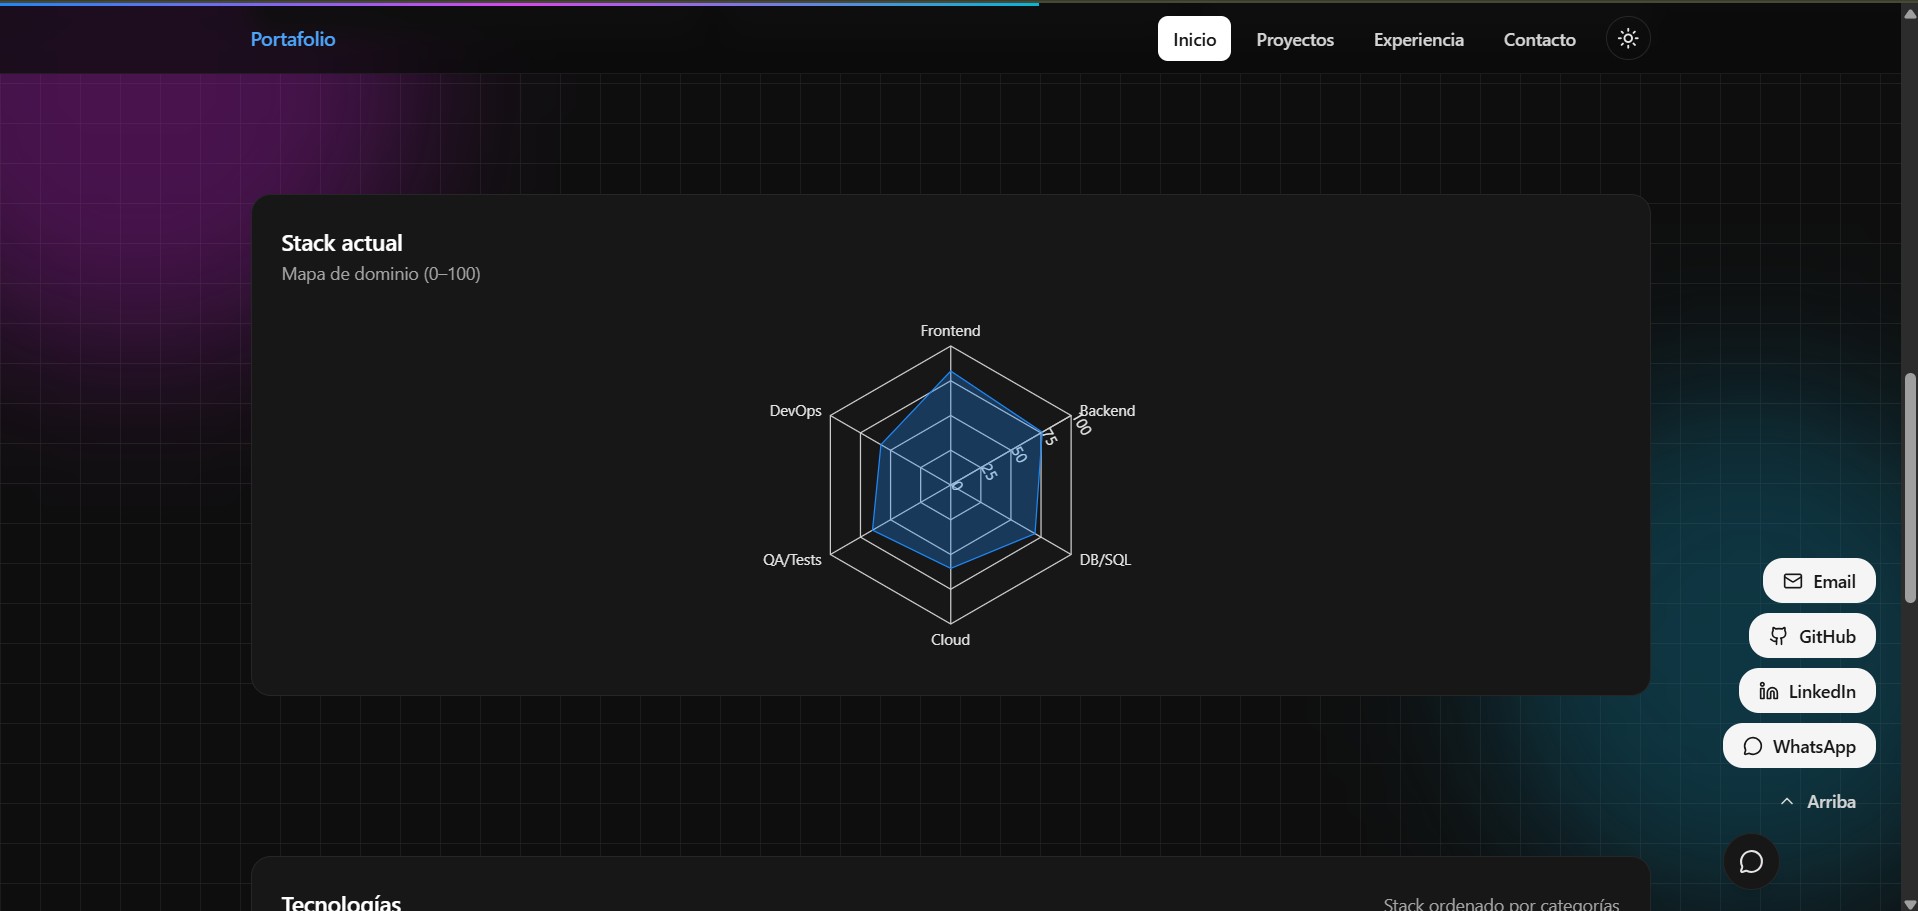 Portafolio
Inicio
Proyectos
Experiencia
Contacto
Stack actual
Mapa de dominio (0–100)
Frontend
DevOps
Backend
100
75
50
25
0
QA/Tests
DB/SQL
Cloud
Email
GitHub
LinkedIn
WhatsApp
Arriba
Tecnologías
Stack ordenado por categorías